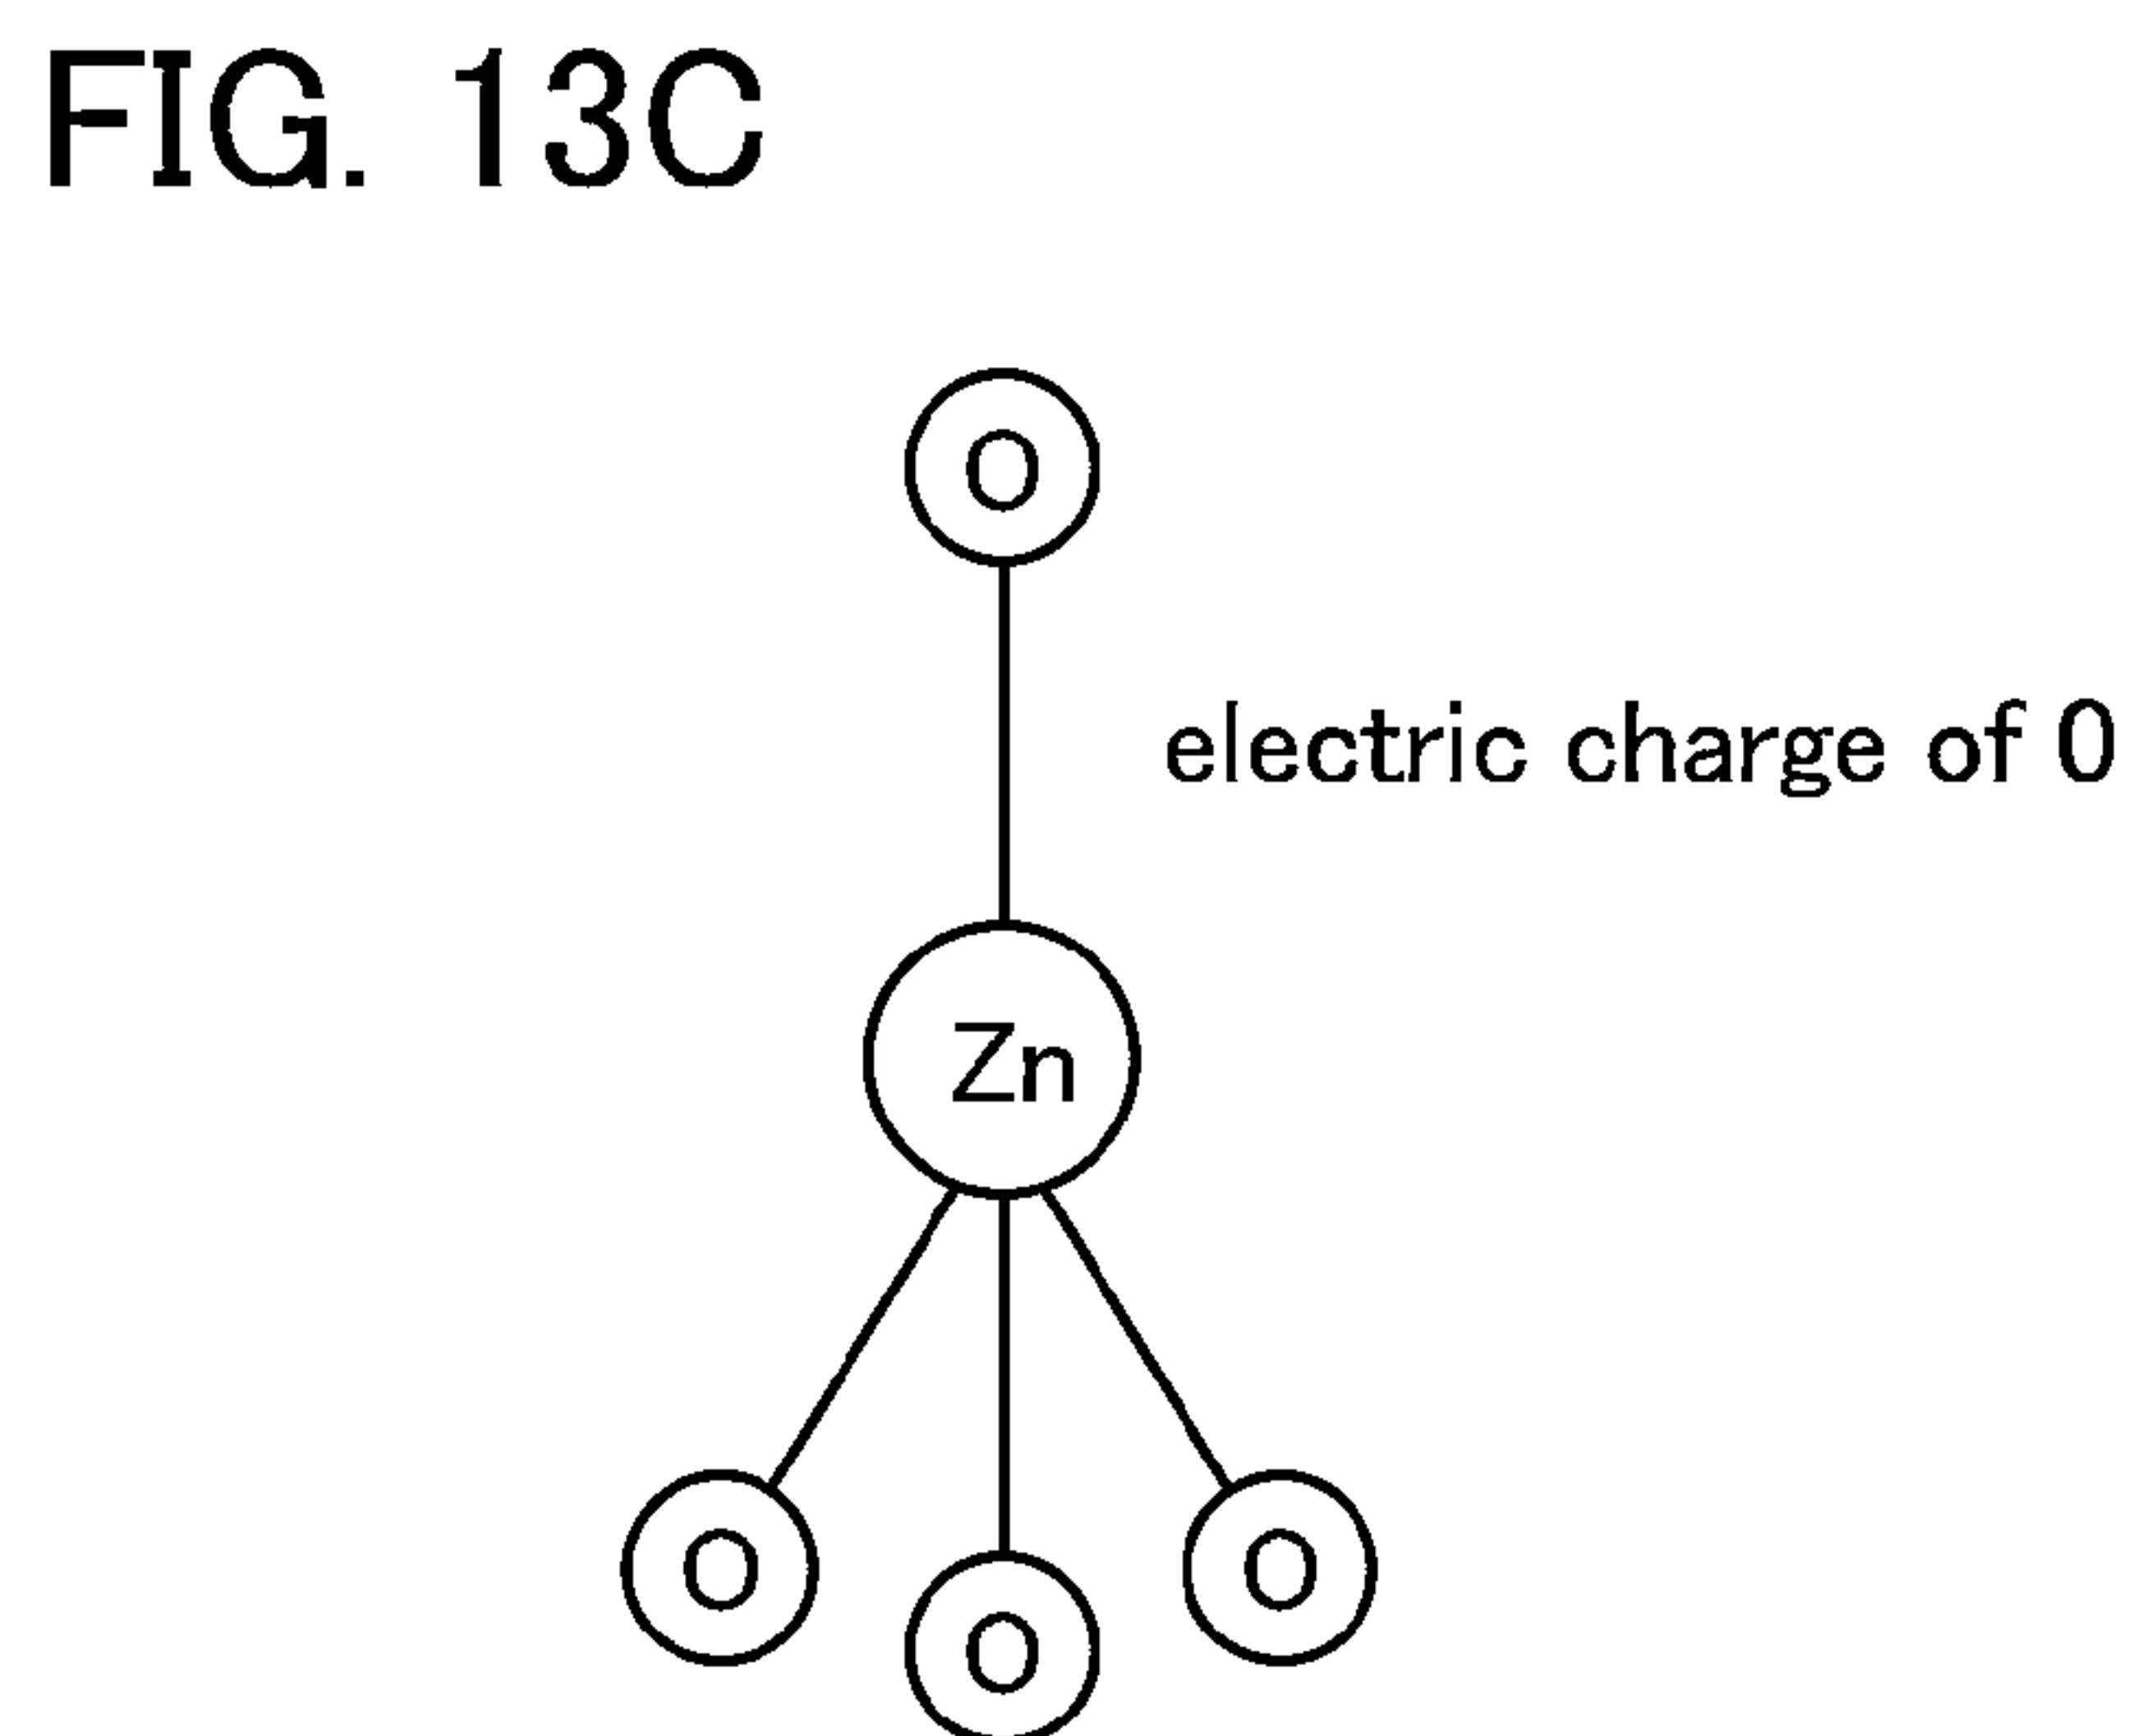 FIG. 13C
O
electric charge of 0
Zn
O O
O